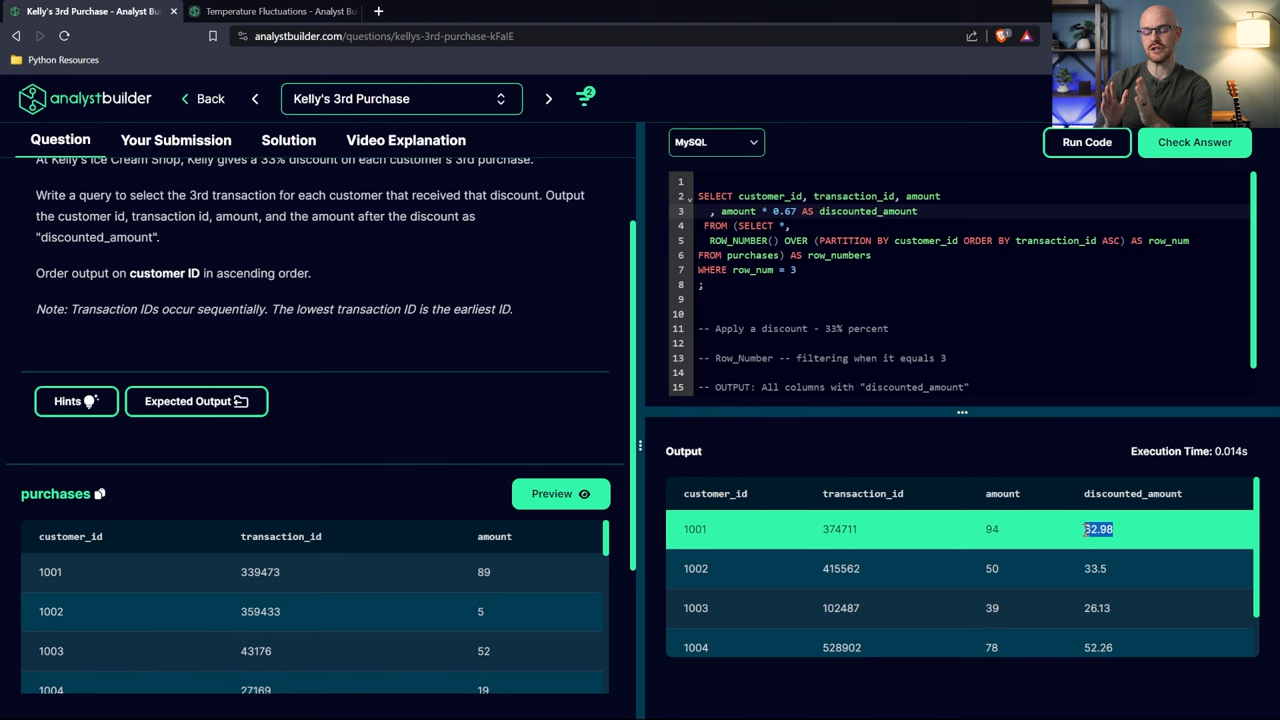 Kelly's 3rd Purchase - Analyst Bu
Temperature Fluctuations - Analyst Bui
analystbuilder.com/questions/kellys-3rd-purchase-kFaIE
Python Resources
analystbuilder
Back
Kelly's 3rd Purchase
2
Question
Your Submission
Solution
Video Explanation
MySQL
Run Code
Check Answer
At Kelly's Ice Cream Shop, Kelly gives a 33% discount on each customer's 3rd purchase.
Write a query to select the 3rd transaction for each customer that received that discount. Output
the customer id, transaction id, amount, and the amount after the discount as
"discounted_amount".
Order output on customer ID in ascending order.
Note: Transaction IDs occur sequentially. The lowest transaction ID is the earliest ID.
Hints
Expected Output
purchases
Preview
customer_id transaction_id amount
1001 339473 89
1002 359433 5
1003 43176 52
1004 27169 19
1
2 SELECT customer_id, transaction_id, amount
3 , amount * 0.67 AS discounted_amount
4 FROM (SELECT *,
5 ROW_NUMBER() OVER (PARTITION BY customer_id ORDER BY transaction_id ASC) AS row_num
6 FROM purchases) AS row_numbers
7 WHERE row_num = 3
8 ;
9
10
11 -- Apply a discount - 33% percent
12
13 -- Row_Number -- filtering when it equals 3
14
15 -- OUTPUT: All columns with "discounted_amount"
Output
Execution Time: 0.014s
customer_id transaction_id amount discounted_amount
1001 374711 94 62.98
1002 415562 50 33.5
1003 102487 39 26.13
1004 528902 78 52.26